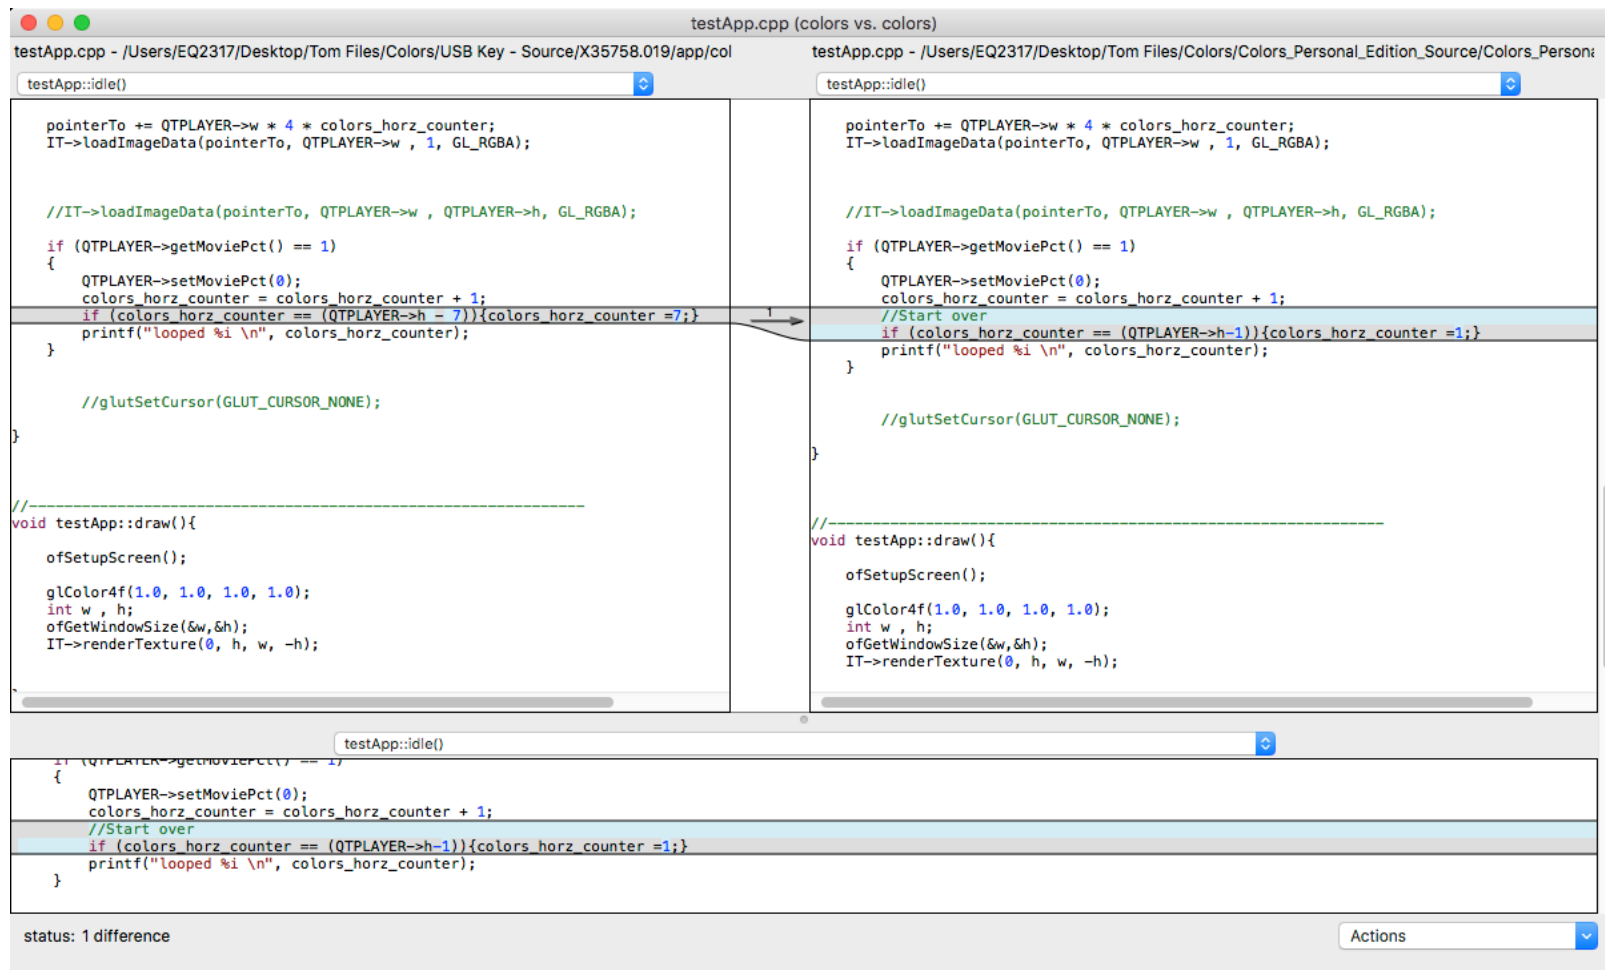 testApp.cpp (colors vs. colors)
testApp.cpp - /Users/EQ2317/Desktop/Tom Files/Colors/USB Key - Source/X35758.019/app/col
testApp::idle()
pointerTo += QTPLAYER->w * 4 * colors_horz_counter;
IT->loadImageData(pointerTo, QTPLAYER->w , 1, GL_RGBA);
//IT->loadImageData(pointerTo, QTPLAYER->w , QTPLAYER->h, GL_RGBA);
if (QTPLAYER->getMoviePct() == 1)
{
QTPLAYER->setMoviePct(0);
colors_horz_counter = colors_horz_counter + 1;
if (colors_horz_counter == (QTPLAYER->h - 7)){colors_horz_counter =7;}
printf("looped %i \n", colors_horz_counter);
}
//glutSetCursor(GLUT_CURSOR_NONE);
}
//----------------------------------------------------------------
void testApp::draw(){
ofSetupScreen();
glColor4f(1.0, 1.0, 1.0, 1.0);
int w , h;
ofGetWindowSize(&w,&h);
IT->renderTexture(0, h, w, -h);
1
testApp.cpp - /Users/EQ2317/Desktop/Tom Files/Colors/Colors_Personal_Edition_Source/Colors_Persona
testApp::idle()
pointerTo += QTPLAYER->w * 4 * colors_horz_counter;
IT->loadImageData(pointerTo, QTPLAYER->w , 1, GL_RGBA);
//IT->loadImageData(pointerTo, QTPLAYER->w , QTPLAYER->h, GL_RGBA);
if (QTPLAYER->getMoviePct() == 1)
{
QTPLAYER->setMoviePct(0);
colors_horz_counter = colors_horz_counter + 1;
//Start over
if (colors_horz_counter == (QTPLAYER->h-1)){colors_horz_counter =1;}
printf("looped %i \n", colors_horz_counter);
}
//glutSetCursor(GLUT_CURSOR_NONE);
}
//----------------------------------------------------------------
void testApp::draw(){
ofSetupScreen();
glColor4f(1.0, 1.0, 1.0, 1.0);
int w , h;
ofGetWindowSize(&w,&h);
IT->renderTexture(0, h, w, -h);
testApp::idle()
if (QTPLAYER->getMoviePct() == 1)
{
QTPLAYER->setMoviePct(0);
colors_horz_counter = colors_horz_counter + 1;
//Start over
if (colors_horz_counter == (QTPLAYER->h-1)){colors_horz_counter =1;}
printf("looped %i \n", colors_horz_counter);
}
status: 1 difference
Actions